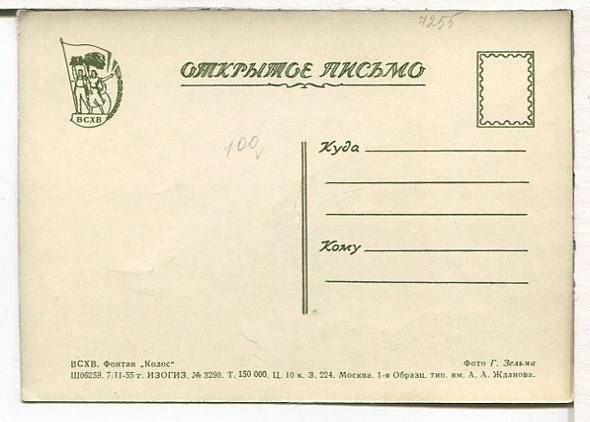 7255
ВСХВ
ОТКРЫТОЕ ПИСЬМО
100
Куда
Кому
ВСХВ. Фонтан „Колос“
Фото Г. Зельма
Ш06259. 7/II-55 г. ИЗОГИЗ. № 3290. Т. 150 000. Ц. 10 к. З. 224. Москва. 1-я Образц. тип. им. А. А. Жданова.